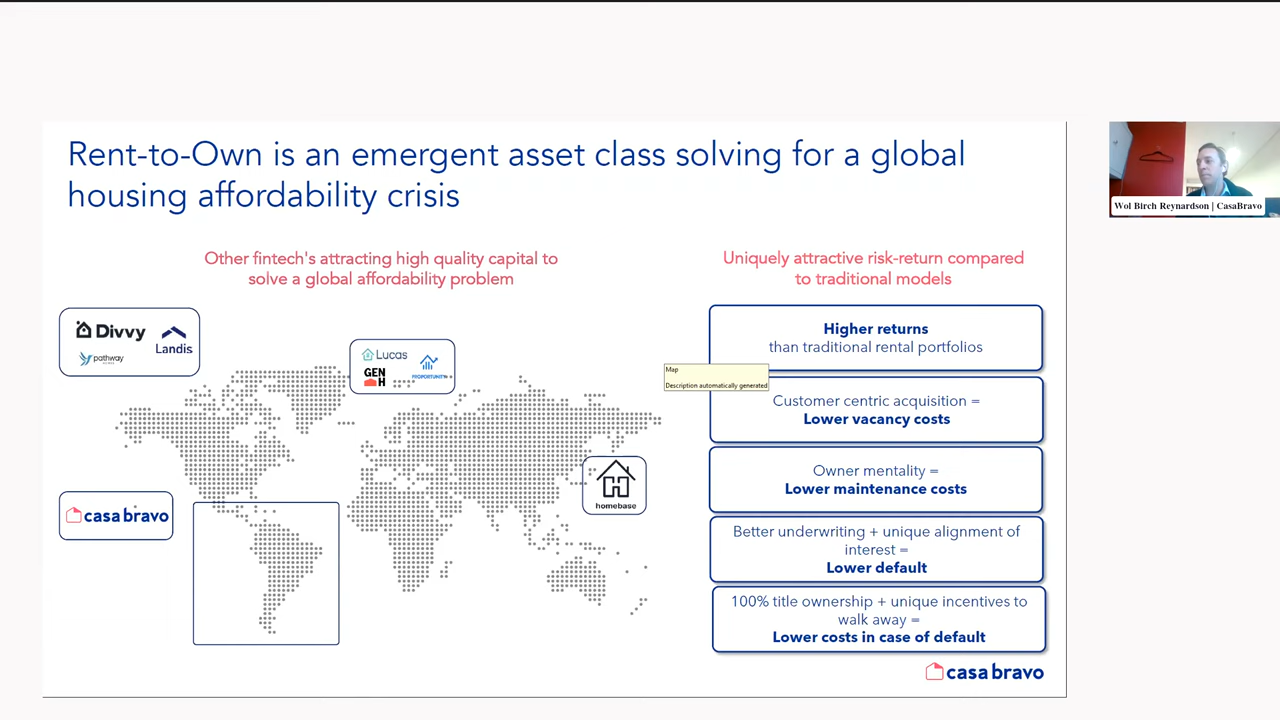 Rent-to-Own is an emergent asset class solving for a global
housing affordability crisis
Wol Birch Reynardson | CasaBravo
Other fintech's attracting high quality capital to
solve a global affordability problem
Divvy
Landis
pathway
Lucas
GEN
H
PROPORTUNITY
homebase
casa bravo
Uniquely attractive risk-return compared
to traditional models
Higher returns
than traditional rental portfolios
Map
Description automatically generated
Customer centric acquisition =
Lower vacancy costs
Owner mentality =
Lower maintenance costs
Better underwriting + unique alignment of
interest =
Lower default
100% title ownership + unique incentives to
walk away =
Lower costs in case of default
casa bravo